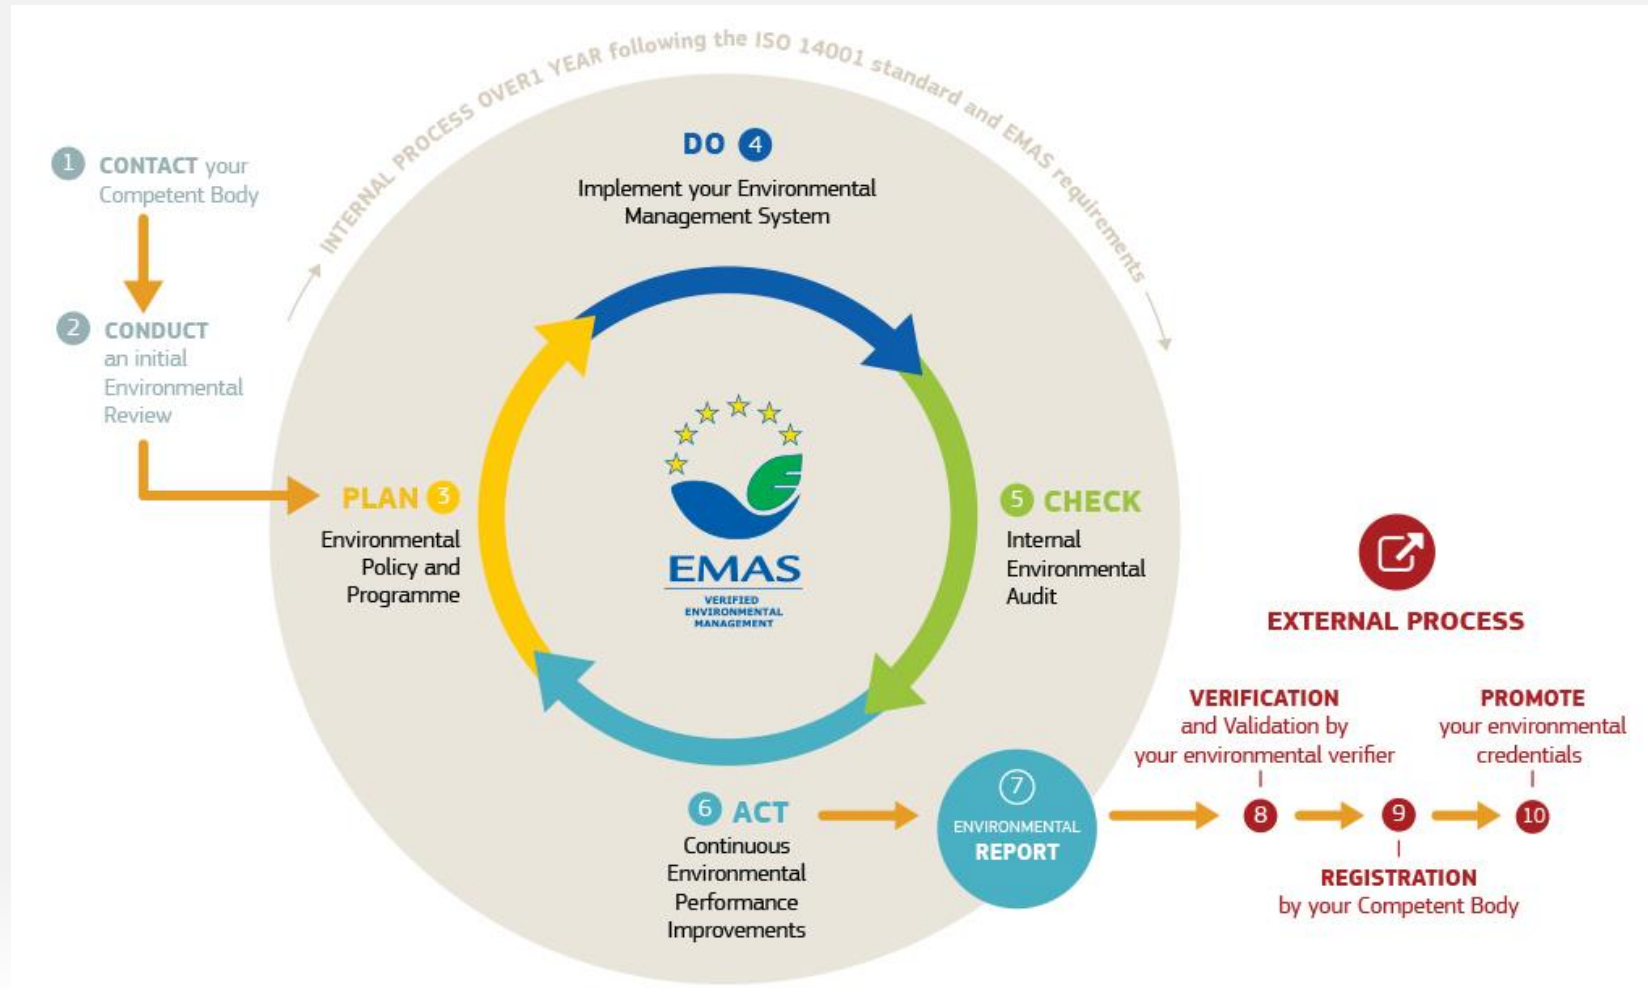 INTERNAL PROCESS OVER1 YEAR following the ISO 14001 standard and EMAS requirements
1 CONTACT your
Competent Body
2 CONDUCT
an initial
Environmental
Review
PLAN 3
Environmental
Policy and
Programme
DO 4
Implement your Environmental
Management System
5 CHECK
Internal
Environmental
Audit
EMAS
VERIFIED
ENVIRONMENTAL
MANAGEMENT
6 ACT
Continuous
Environmental
Performance
Improvements
7
ENVIRONMENTAL
REPORT
EXTERNAL PROCESS
VERIFICATION
and Validation by
your environmental verifier
8
9
REGISTRATION
by your Competent Body
PROMOTE
your environmental
credentials
10